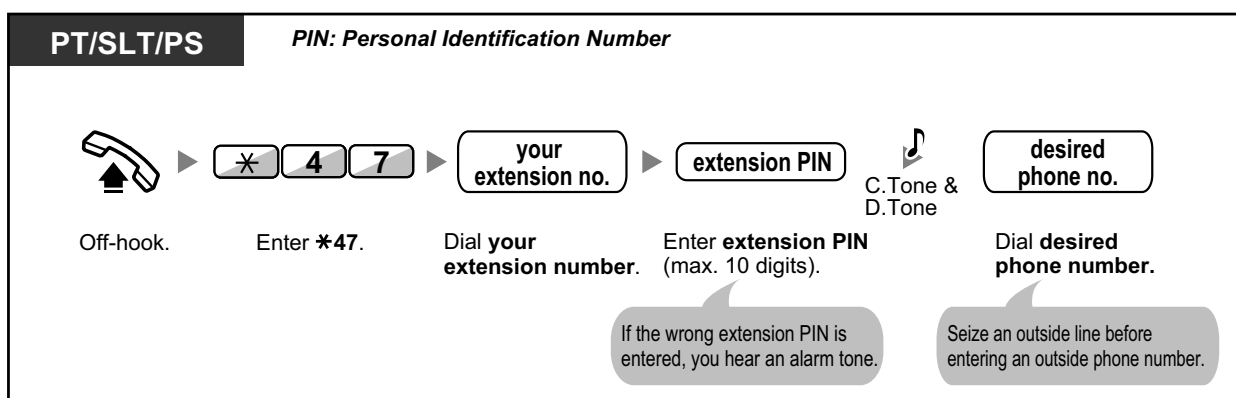 PT/SLT/PS
PIN: Personal Identification Number
* 4 7
your
extension no.
extension PIN
C.Tone &
D.Tone
desired
phone no.
Off-hook.
Enter *47.
Dial your
extension number.
Enter extension PIN
(max. 10 digits).
Dial desired
phone number.
If the wrong extension PIN is
entered, you hear an alarm tone.
Seize an outside line before
entering an outside phone number.